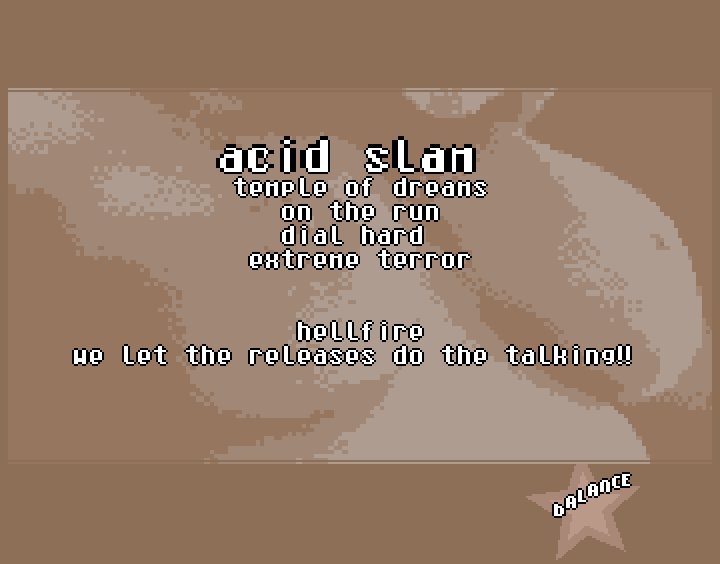 acid slam
temple of dreams
on the run
dial hard
extreme terror
hellfire
we let the releases do the talking!!
bALANCE